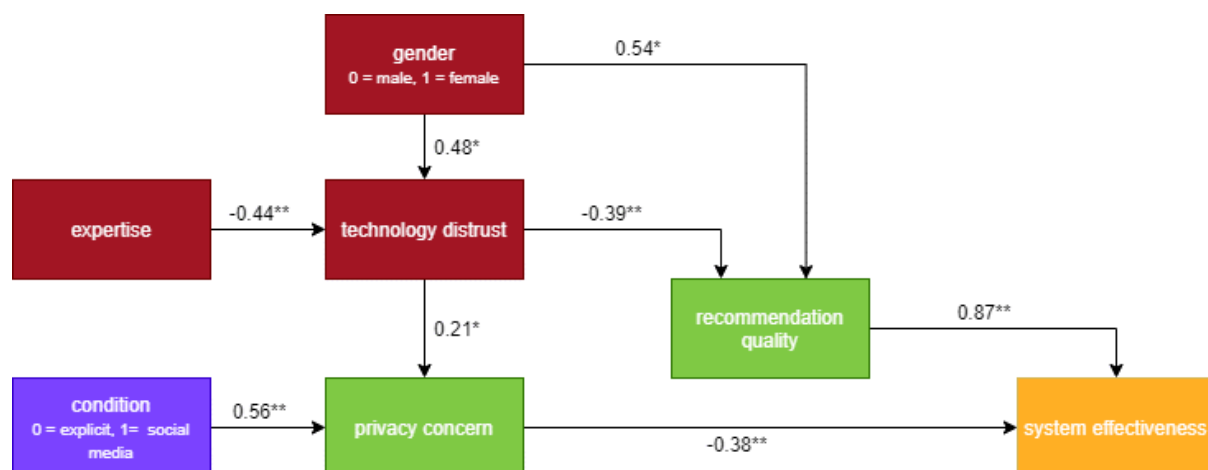 gender
0 = male, 1 = female
0.54*
0.48*
expertise
-0.44**
technology distrust
-0.39**
recommendation
quality
0.87**
0.21*
condition
0 = explicit, 1= social
media
0.56**
privacy concern
-0.38**
system effectiveness